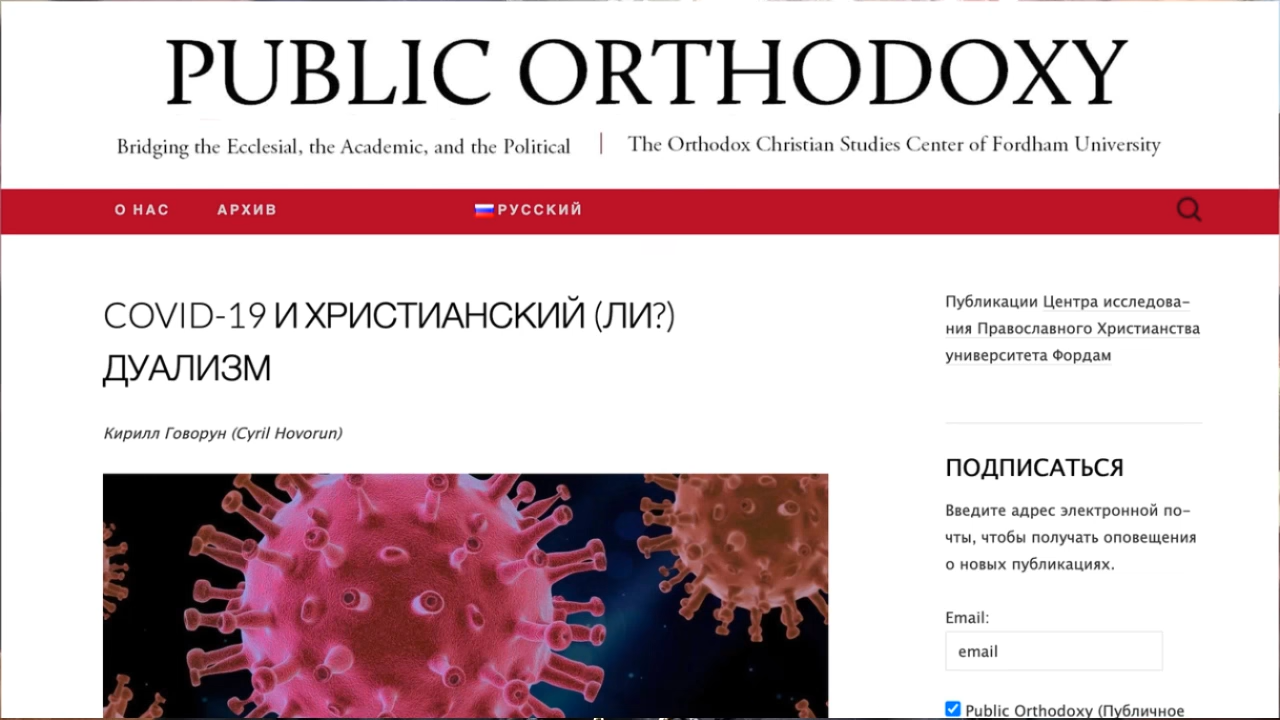 PUBLIC ORTHODOXY
Bridging the Ecclesial, the Academic, and the Political
The Orthodox Christian Studies Center of Fordham University
О НАС
АРХИВ
РУССКИЙ
COVID-19 И ХРИСТИАНСКИЙ (ЛИ?)
ДУАЛИЗМ
Кирилл Говорун (Cyril Hovorun)
Публикации Центра исследова-
ния Православного Христианства
университета Фордам
ПОДПИСАТЬСЯ
Введите адрес электронной по-
чты, чтобы получать оповещения
о новых публикациях.
Email:
email
Public Orthodoxy (Публичное